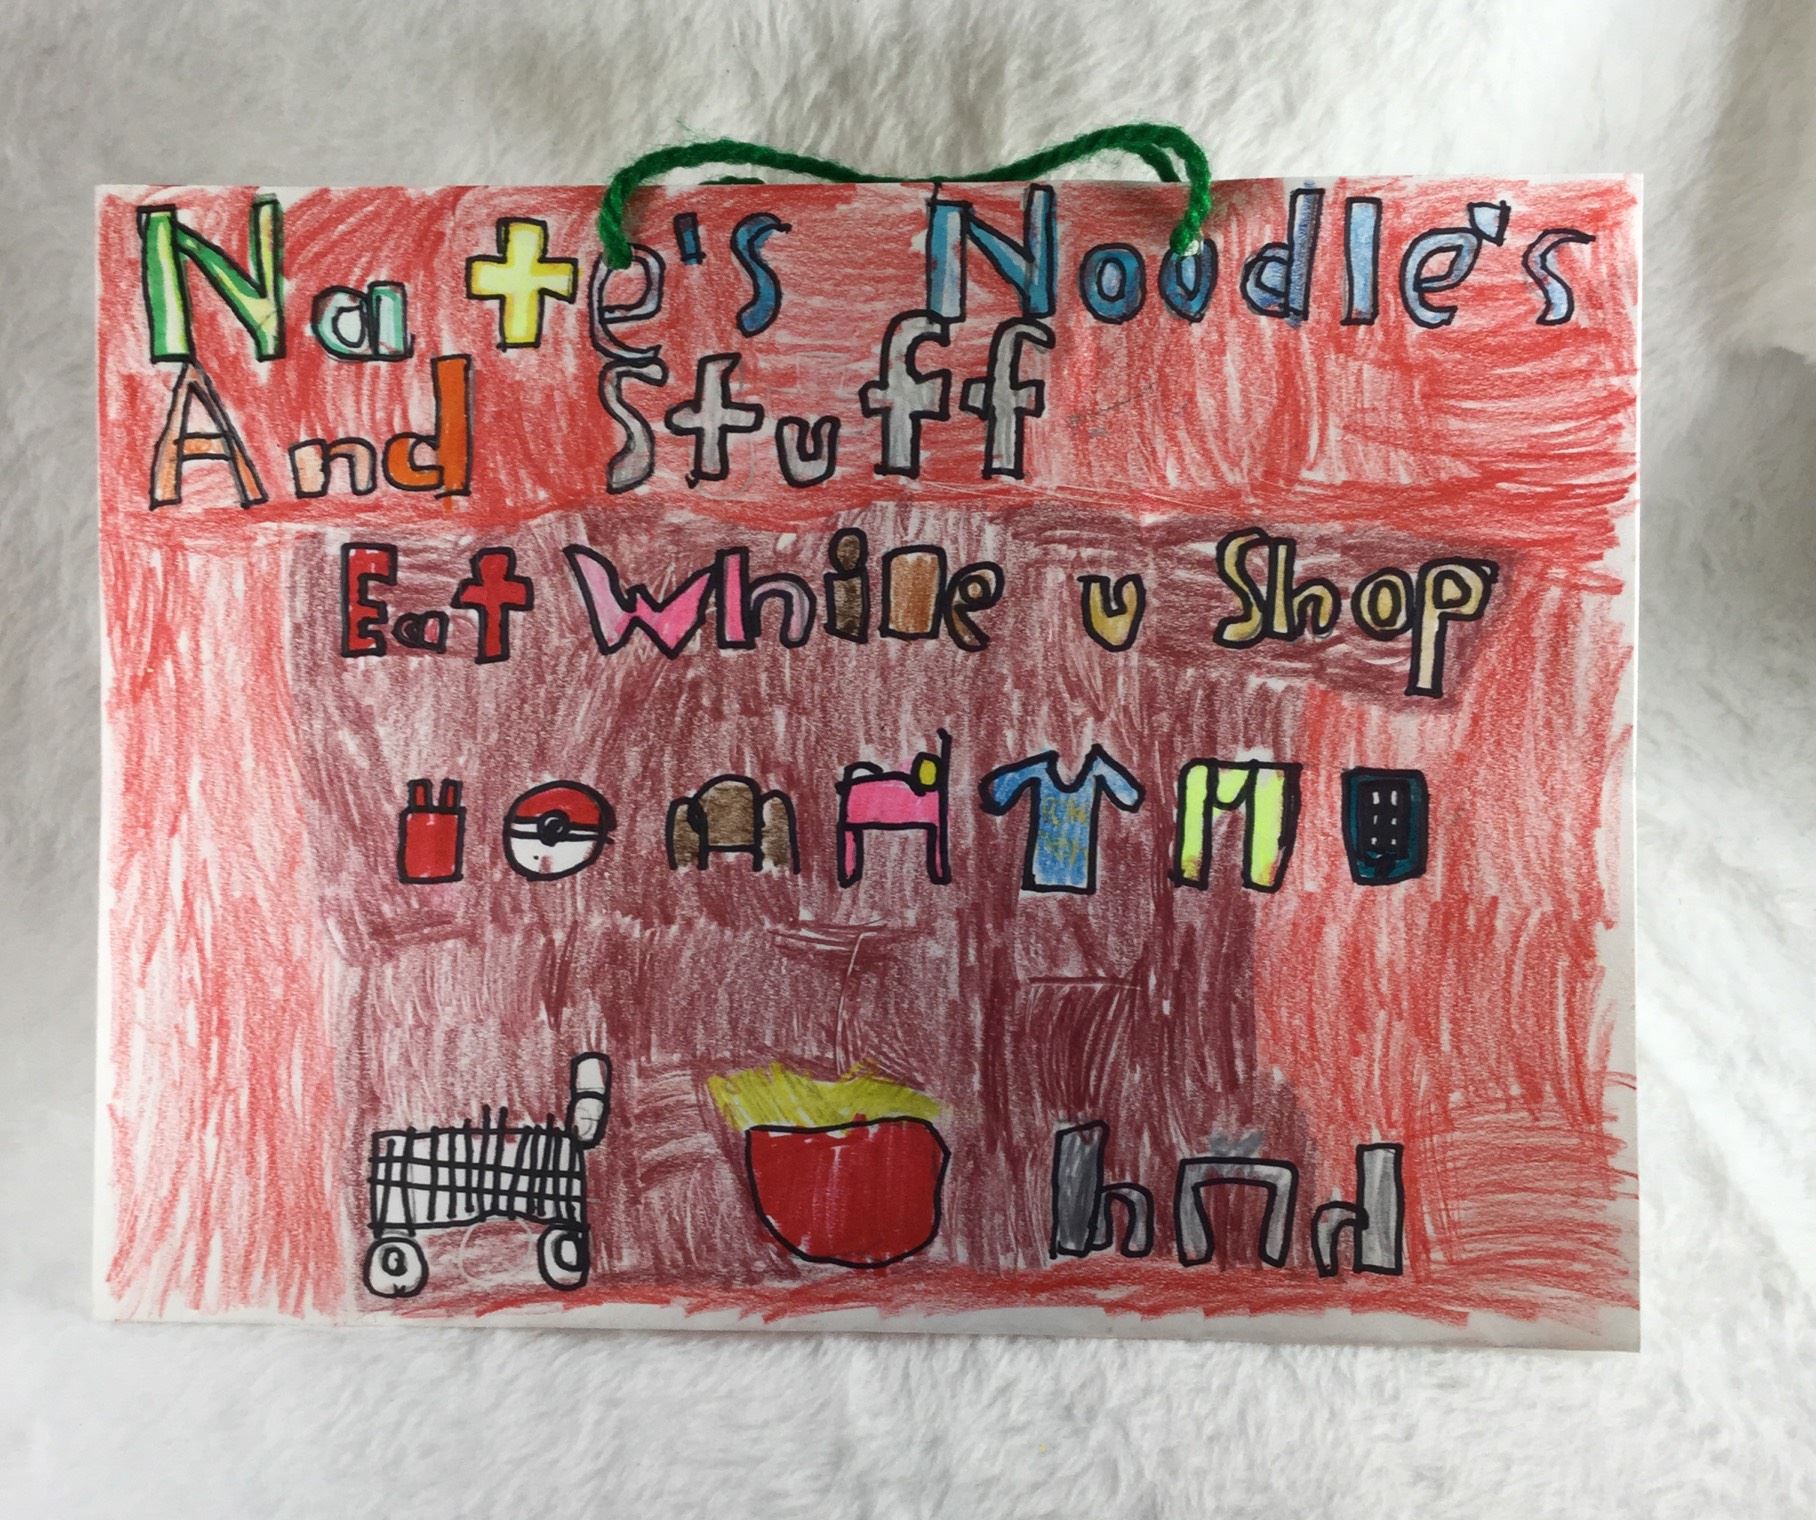 Nate's Noodle's
And Stuff
Eat While u Shop